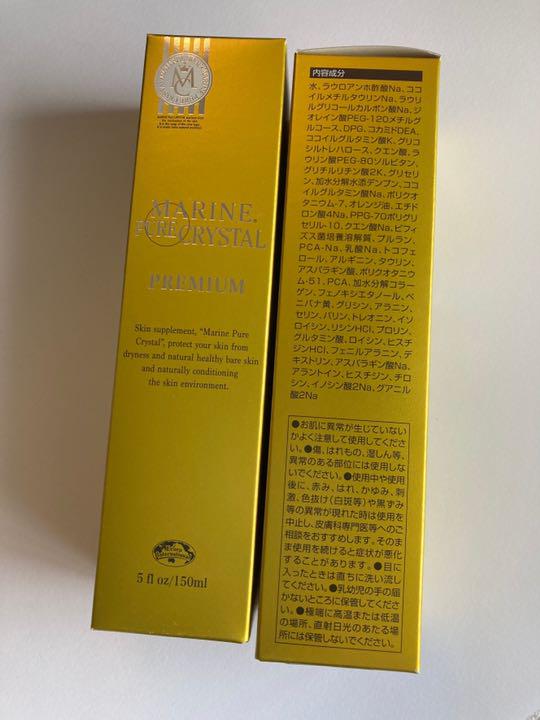 MARINE
PURE CRYSTAL
PREMIUM
Skin supplement, "Marine Pure
Crystal", protect your skin from
dryness and natural healthy bare skin
and naturally conditioning
the skin environment.
5 fl oz/150ml
内容成分
水、ラウロアンホ酢酸Na、ココ
イルメチルタウリンNa、ラウリ
ルグリコールカルボン酸Na、ジ
オレイン酸PEG-120メチルグ
ルコース、DPG、コカミドDEA、
ココイルグルタミン酸K、グリコ
シルトレハロース、クエン酸、ラ
ウリン酸PEG-80ソルビタン、
グリチルリチン酸2K、グリセリ
ン、加水分解水添デンプン、ココ
イルグルタミン酸Na、ポリクオ
タニウム-7、オレンジ油、エチド
ロン酸4Na、PPG-70ポリグリ
セリル-10、クエン酸Na、ビフィ
ズス菌培養溶解質、プルラン、
PCA-Na、乳酸Na、トコフェ
ロール、アルギニン、タウリン、
アスパラギン酸、ポリクオタニウ
ム-51、PCA、加水分解コラー
ゲン、フェノキシエタノール、ベ
ニバナ黄、グリシン、アラニン、
セリン、バリン、トレオニン、イソ
ロイシン、リシンHCl、プロリン、
グルタミン酸、ロイシン、ヒスチ
ジンHCl、フェニルアラニン、デ
キストリン、アスパラギン酸Na、
アラントイン、ヒスチジン、チロ
シン、イノシン酸2Na、グアニル
酸2Na
●お肌に異常が生じていない
かよく注意して使用してくださ
い。●傷、はれもの、湿しん等、
異常のある部位には使用しな
いでください。●使用中や使用
後に、赤み、はれ、かゆみ、刺
激、色抜け(白斑等)や黒ずみ
等の異常が現れた時は使用を
中止し、皮膚科専門医等へのご
相談をおすすめします。そのまま
ま使用を続けると症状が悪化
することがあります。●目に
入ったときは直ちに洗い流し
てください。●乳幼児の手の届
かないところに保管してくださ
い。●極端に高温または低温
の場所、直射日光のあたる場
所には保管しないでください。